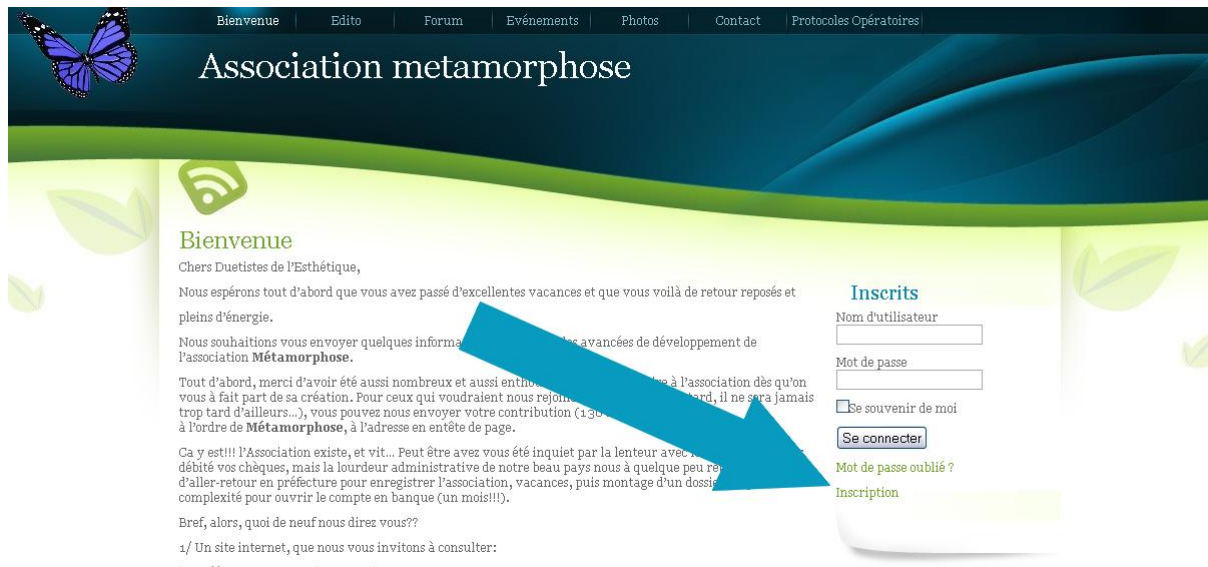 Bienvenue Edito Forum Evénements Photos Contact Protocoles Opératoires
Association metamorphose
Bienvenue
Chers Duetistes de l'Esthétique,
Nous espérons tout d'abord que vous avez passé d'excellentes vacances et que vous voilà de retour reposés et
pleins d'énergie.
Nous souhaitions vous envoyer quelques avancées de développement de
l'association Métamorphose.
Tout d'abord, merci d'avoir été aussi nombreux et aussi à l'association dès qu'on
vous à fait part de sa création. Pour ceux qui voudraient nous tard, il ne sera jamais
trop tard d'ailleurs...), vous pouvez nous envoyer votre contribution
à l'ordre de Métamorphose, à l'adresse en entête de page.
Ca y est!!! l'Association existe, et vit... Peut être avez vous été inquiet par la lenteur
débité vos chèques, mais la lourdeur administrative de notre beau pays nous à quelque peu
d'aller-retour en préfecture pour enregistrer l'association, vacances, puis montage d'un
complexité pour ouvrir le compte en banque (un mois!!!).
Bref, alors, quoi de neuf nous direz vous??
1/ Un site internet, que nous vous invitons à consulter:
Inscrits
Nom d'utilisateur
Mot de passe
Se souvenir de moi
Se connecter
Mot de passe oublié ?
Inscription